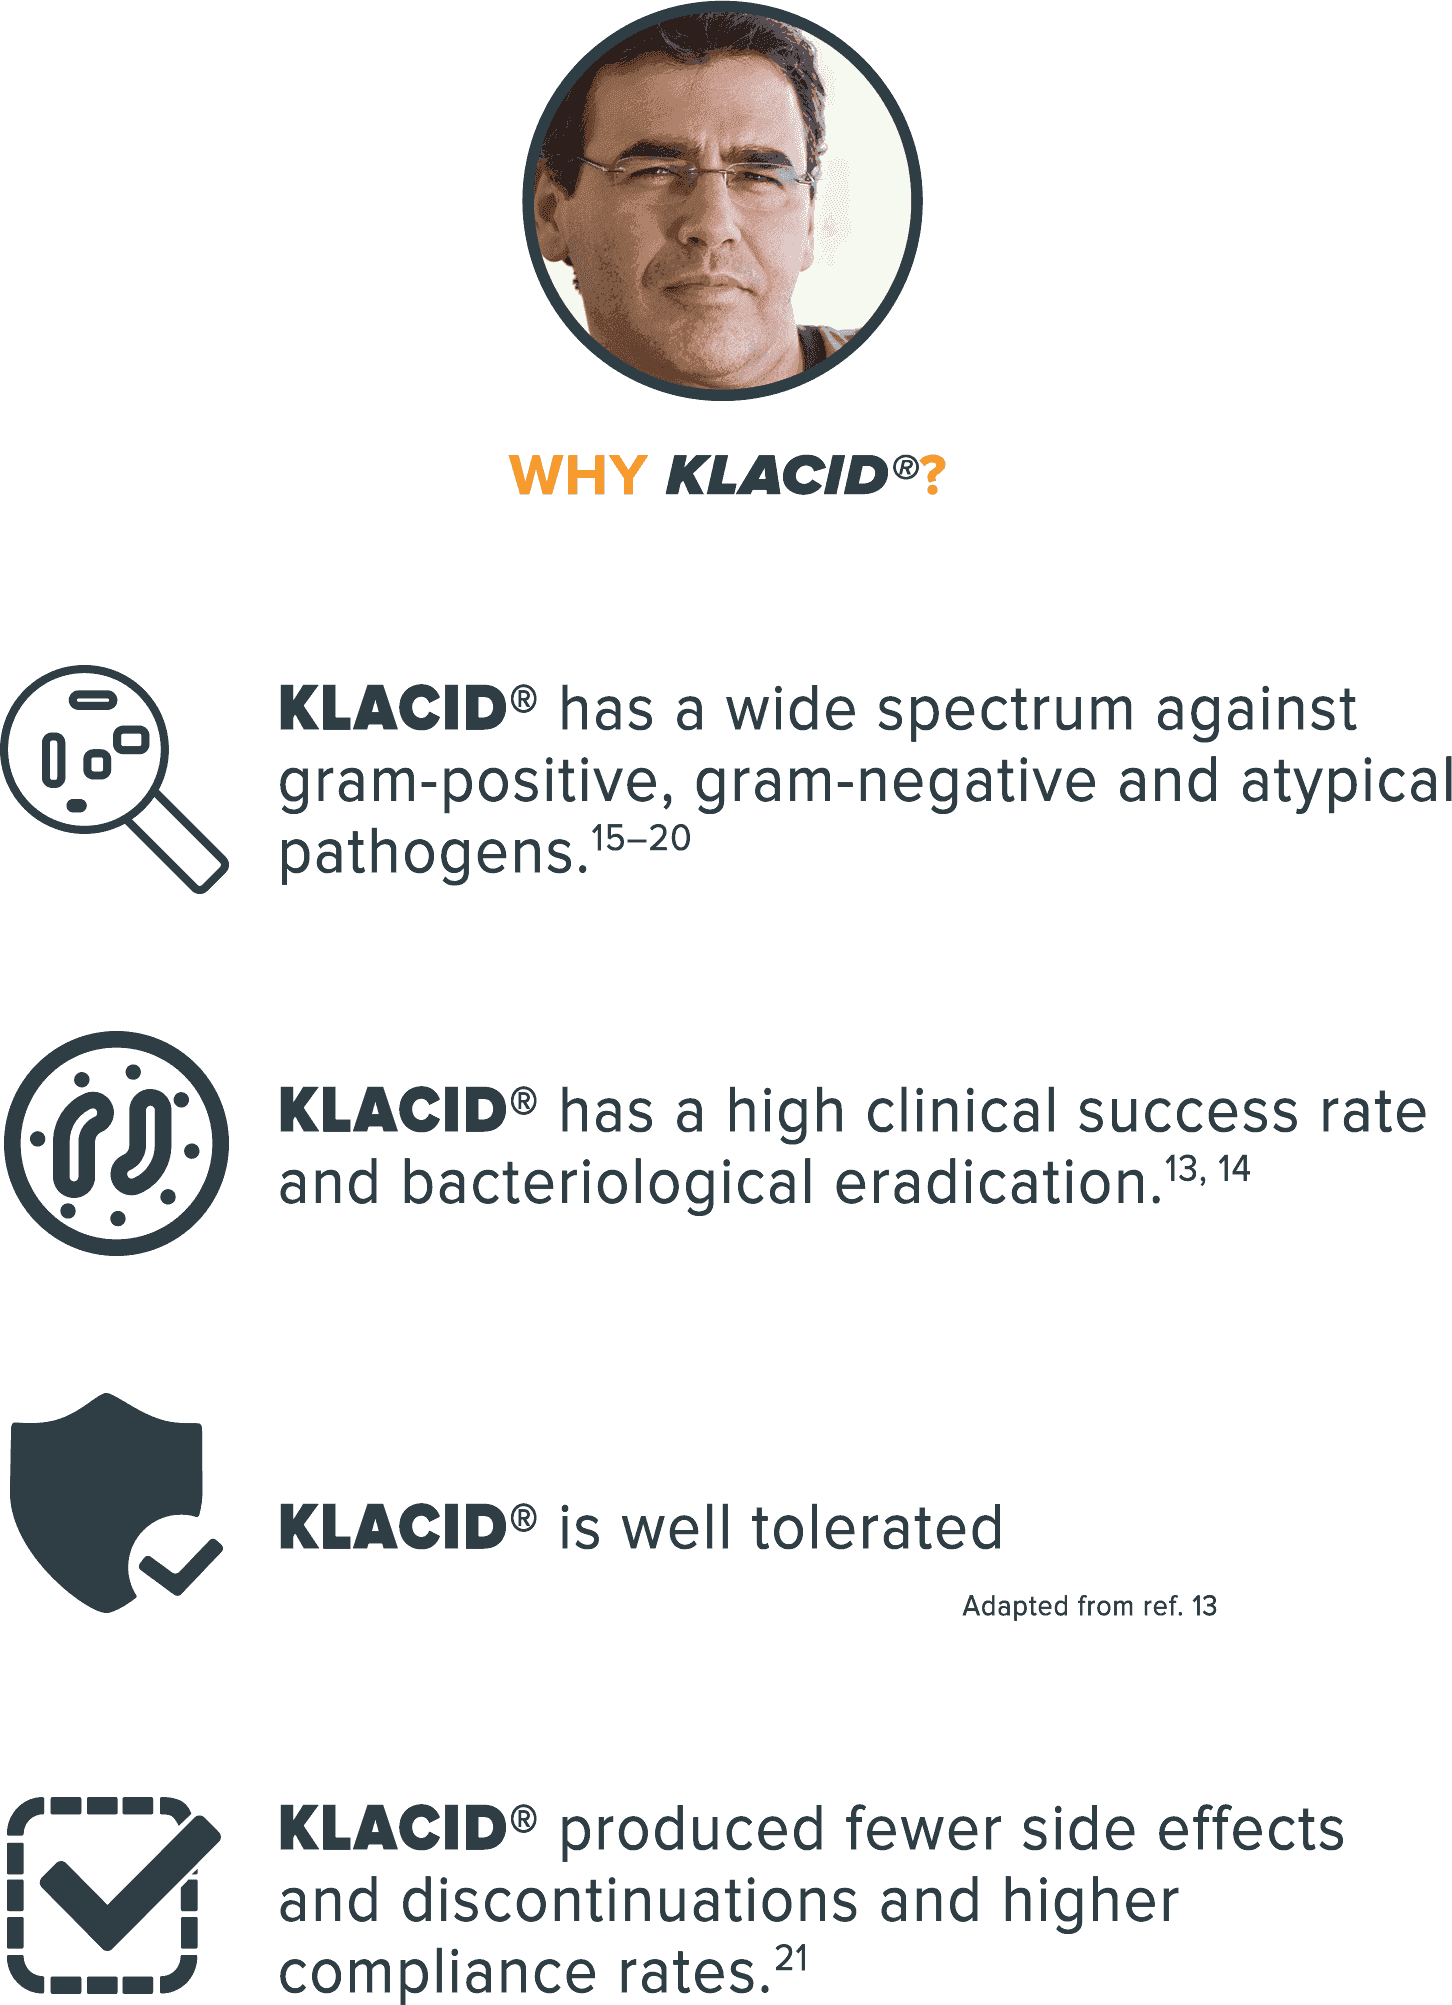 WHY KLACID®?
KLACID® has a wide spectrum against
gram-positive, gram-negative and atypical
pathogens.15–20
KLACID® has a high clinical success rate
and bacteriological eradication.13, 14
KLACID® is well tolerated
Adapted from ref. 13
KLACID® produced fewer side effects
and discontinuations and higher
compliance rates.21